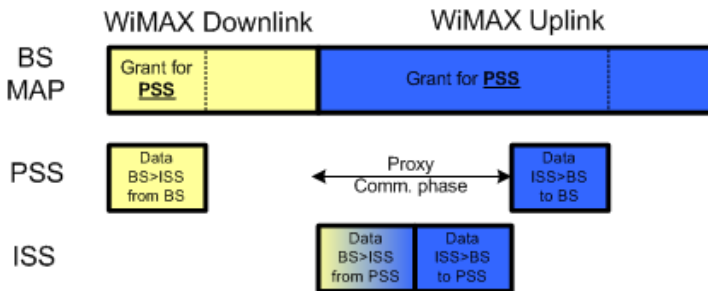 WiMAX Downlink
WiMAX Uplink
BS
MAP
Grant for
PSS
Grant for PSS
PSS
Data
BS>ISS
from BS
Proxy
Comm. phase
Data
ISS>BS
to BS
ISS
Data
BS>ISS
from PSS
Data
ISS>BS
to PSS